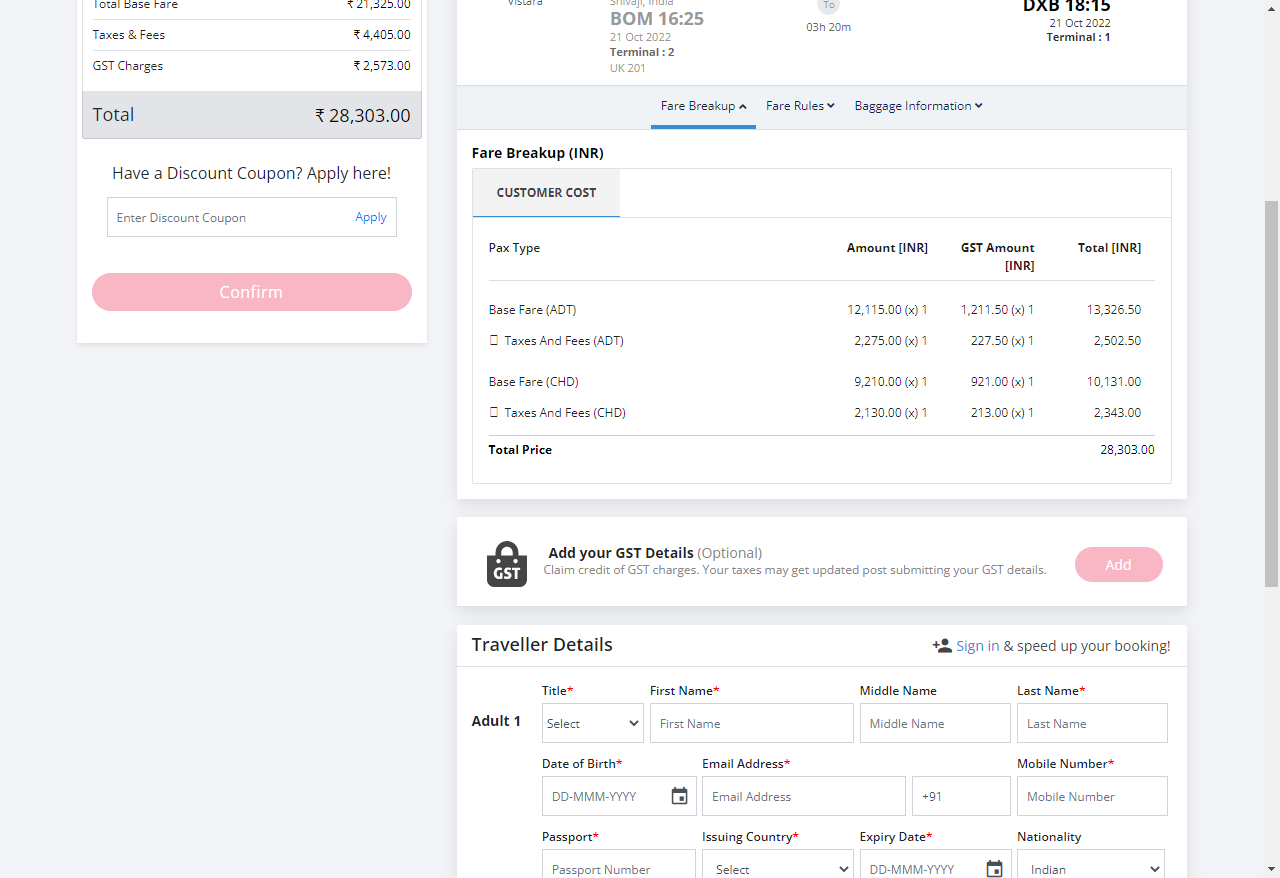 Total Base Fare ₹ 21,325.00
Taxes & Fees ₹ 4,405.00
GST Charges ₹ 2,573.00
Total ₹ 28,303.00
Have a Discount Coupon? Apply here!
Enter Discount Coupon Apply
Confirm
Vistara
Shivaji, India
BOM 16:25
21 Oct 2022
Terminal : 2
UK 201
To
03h 20m
DXB 18:15
21 Oct 2022
Terminal : 1
Fare Breakup Fare Rules Baggage Information
Fare Breakup (INR)
CUSTOMER COST
Pax Type Amount [INR] GST Amount [INR] Total [INR]
Base Fare (ADT) 12,115.00 (x) 1 1,211.50 (x) 1 13,326.50
Taxes And Fees (ADT) 2,275.00 (x) 1 227.50 (x) 1 2,502.50
Base Fare (CHD) 9,210.00 (x) 1 921.00 (x) 1 10,131.00
Taxes And Fees (CHD) 2,130.00 (x) 1 213.00 (x) 1 2,343.00
Total Price 28,303.00
GST
Add your GST Details (Optional)
Claim credit of GST charges. Your taxes may get updated post submitting your GST details.
Add
Traveller Details
Sign in & speed up your booking!
Title* First Name* Middle Name Last Name*
Adult 1 Select First Name Middle Name Last Name
Date of Birth* Email Address* Mobile Number*
DD-MMM-YYYY Email Address +91 Mobile Number
Passport* Issuing Country* Expiry Date* Nationality
Passport Number Select DD-MMM-YYYY Indian